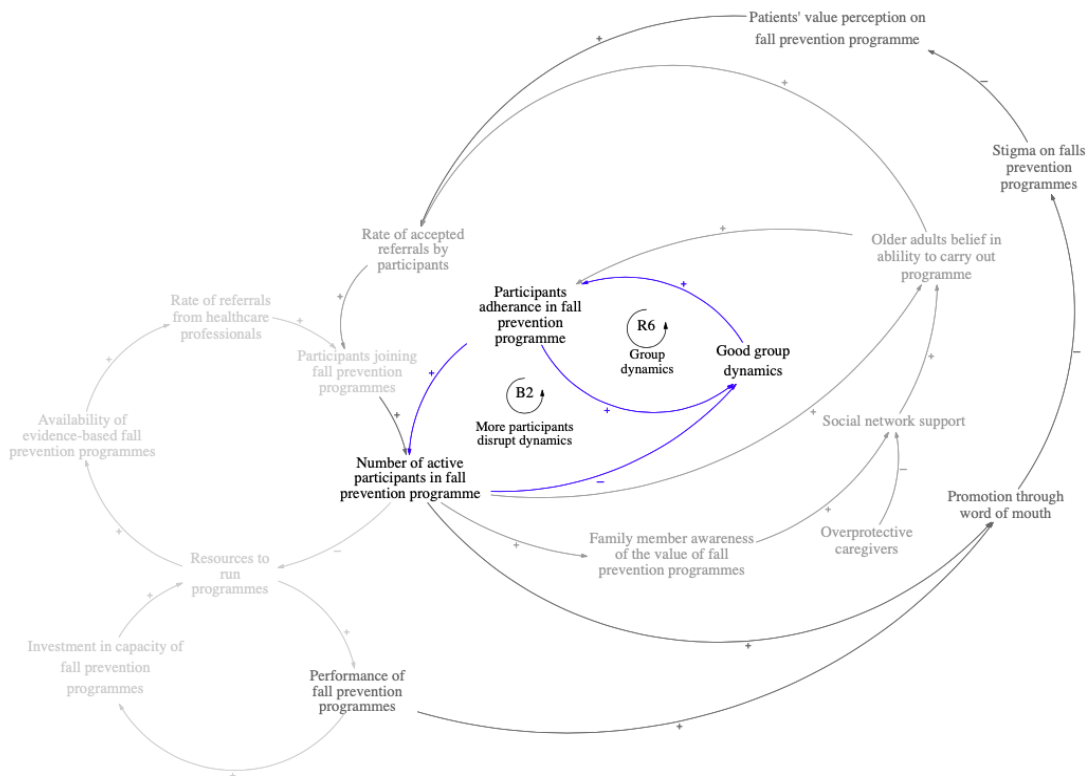 Patients' value perception on
fall prevention programme
+
+
–
Stigma on falls
prevention
programmes
Rate of accepted
referrals by
participants
+
Older adults belief in
ablility to carry out
programme
Participants
adherance in fall
prevention
programme
+
R6
Group
dynamics
Good group
dynamics
Rate of referrals
from healthcare
professionals
+
+
Participants joining
fall prevention
programmes
+
+
–
+
B2
More participants
disrupt dynamics
+
+
+
Social network support
Availability of
evidence-based fall
prevention programmes
Number of active
participants in fall
prevention programme
–
–
Promotion through
word of mouth
+
Overprotective
caregivers
+
Family member awareness
of the value of fall
prevention programmes
+
–
Resources to
run
programmes
+
+
+
Investment in capacity of
fall prevention
programmes
Performance of
fall prevention
programmes
+
+